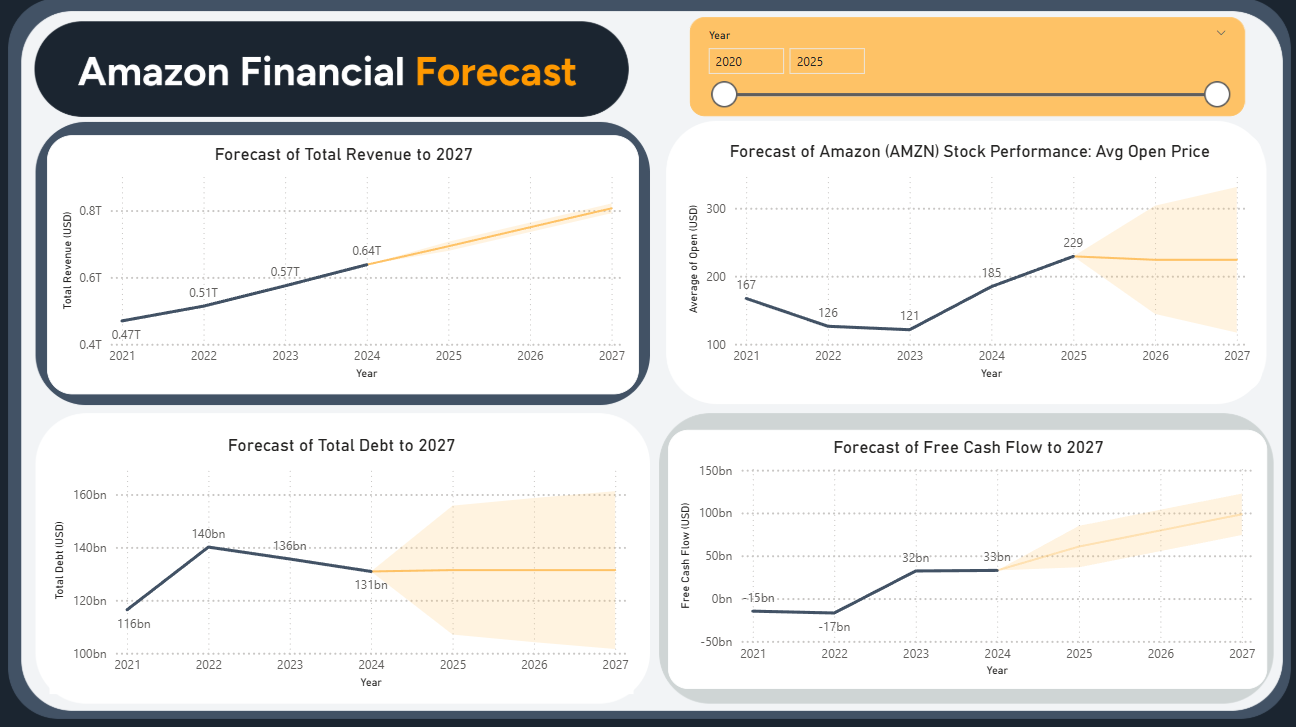 Amazon Financial Forecast
Year
2020 2025
Forecast of Total Revenue to 2027
Total Revenue (USD)
0.8T
0.6T
0.4T
0.47T
0.51T
0.57T
0.64T
2021 2022 2023 2024 2025 2026 2027
Year
Forecast of Amazon (AMZN) Stock Performance: Avg Open Price
Average of Open (USD)
300
200
100
167
126
121
185
229
2021 2022 2023 2024 2025 2026 2027
Year
Forecast of Total Debt to 2027
Total Debt (USD)
160bn
140bn
120bn
100bn
116bn
140bn
136bn
131bn
2021 2022 2023 2024 2025 2026 2027
Year
Forecast of Free Cash Flow to 2027
Free Cash Flow (USD)
150bn
100bn
50bn
0bn
-50bn
-15bn
-17bn
32bn
33bn
2021 2022 2023 2024 2025 2026 2027
Year